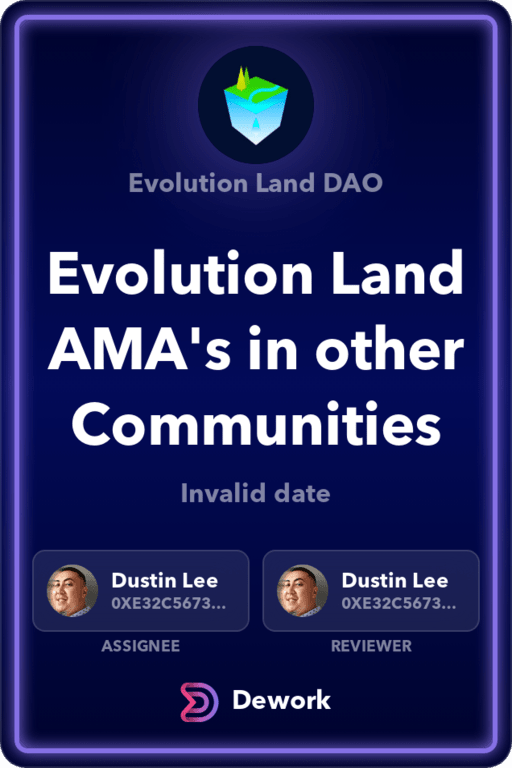 Evolution Land DAO
Evolution Land
AMA's in other
Communities
Invalid date
Dustin Lee
0XE32C5673...
ASSIGNEE
Dustin Lee
0XE32C5673...
REVIEWER
Dework